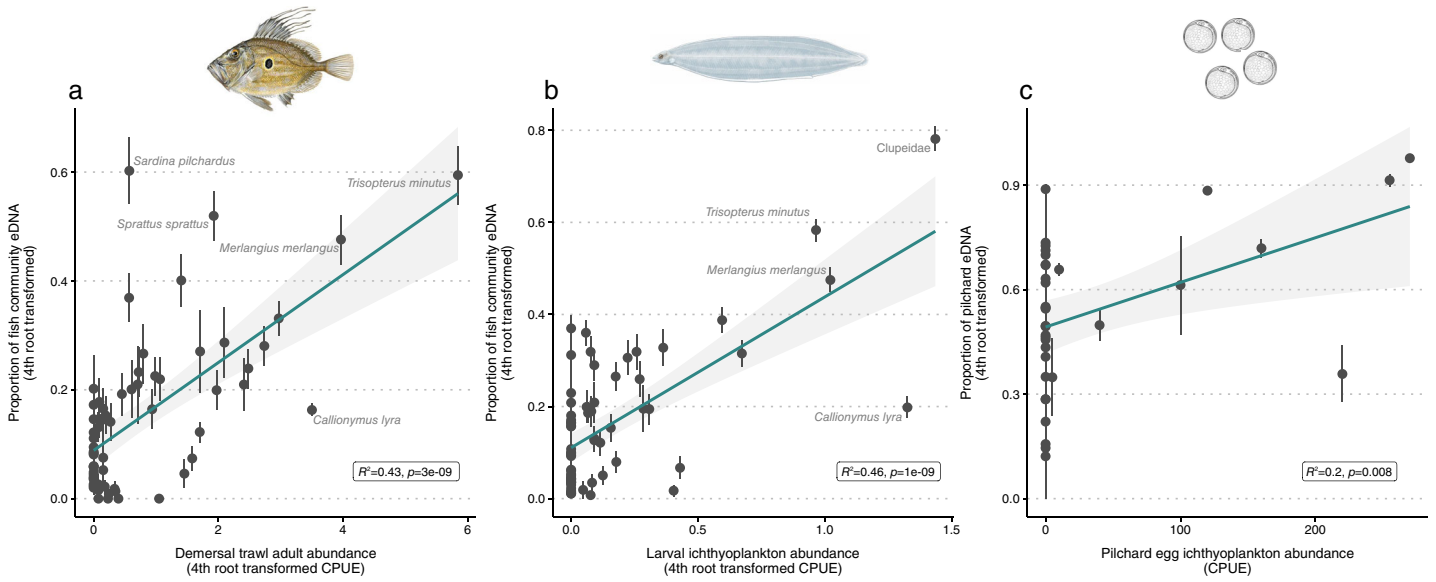 a
Proportion of fish community eDNA
(4th root transformed)
0.6
0.4
0.2
0.0
Sardina pilchardus
Trisopterus minutus
Sprattus sprattus
Merlangius merlangus
Callionymus lyra
R²=0.43, p=3e-09
0
2
4
6
Demersal trawl adult abundance
(4th root transformed CPUE)
b
Proportion of fish community eDNA
(4th root transformed)
0.8
0.6
0.4
0.2
0.0
Clupeidae
Trisopterus minutus
Merlangius merlangus
Callionymus lyra
R²=0.46, p=1e-09
0.0
0.5
1.0
1.5
Larval ichthyoplankton abundance
(4th root transformed CPUE)
c
Proportion of pilchard eDNA
(4th root transformed)
0.9
0.6
0.3
0.0
R²=0.2, p=0.008
0
100
200
Pilchard egg ichthyoplankton abundance
(CPUE)